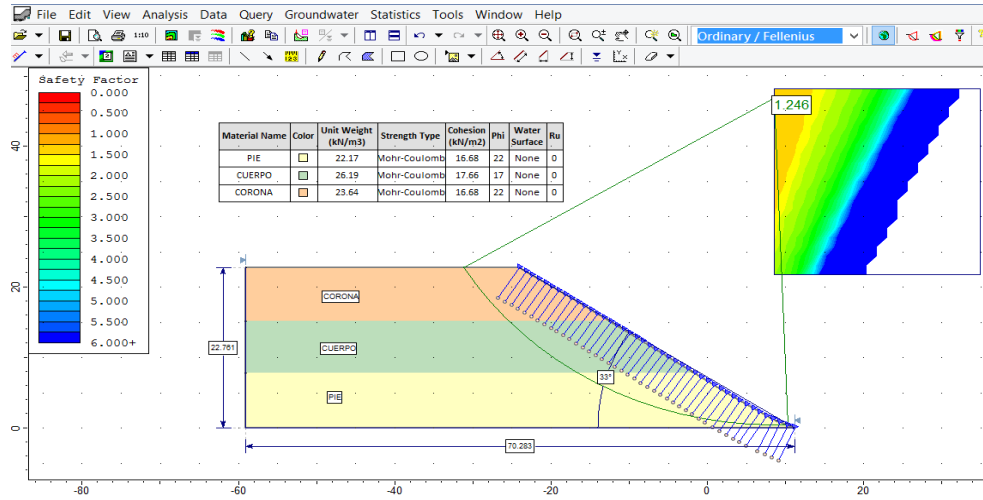 File Edit View Analysis Data Query Groundwater Statistics Tools Window Help
1:10
Ordinary / Fellenius
Safety Factor
0.000
0.500
1.000
1.500
2.000
2.500
3.000
3.500
4.000
4.500
5.000
5.500
6.000+
Material Name Color Unit Weight (kN/m3) Strength Type Cohesion (kN/m2) Phi Water Surface Ru
PIE 22.17 Mohr-Coulomb 16.68 22 None 0
CUERPO 26.19 Mohr-Coulomb 17.66 17 None 0
CORONA 23.64 Mohr-Coulomb 16.68 22 None 0
1.246
CORONA
CUERPO
PIE
22.761
33°
70.283
40
20
0
-80 -60 -40 -20 0 20